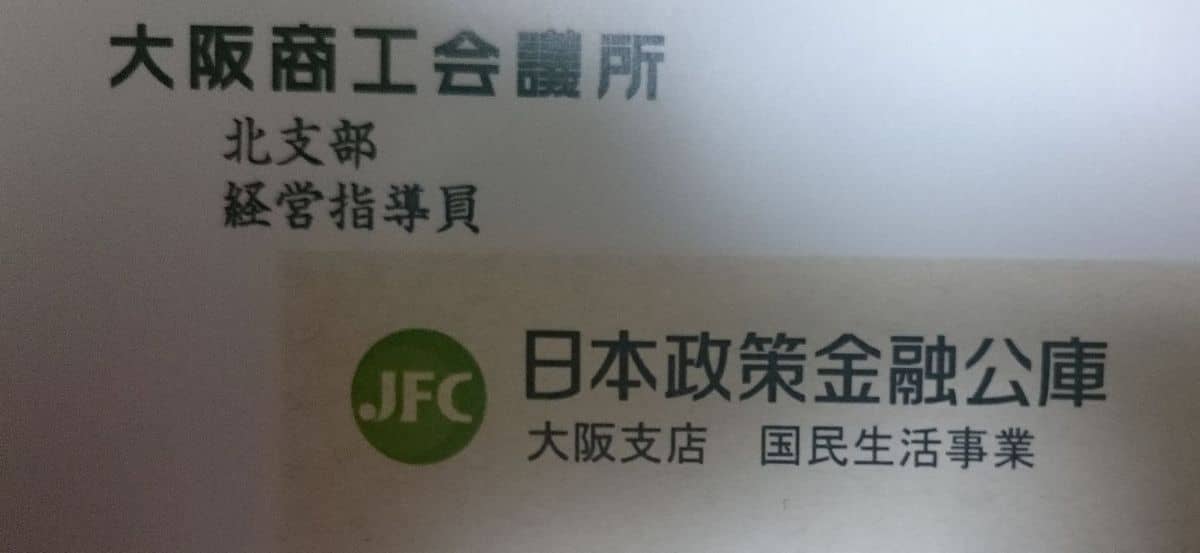 大阪商工会議所
北支部
経営指導員
JFC
日本政策金融公庫
大阪支店　国民生活事業